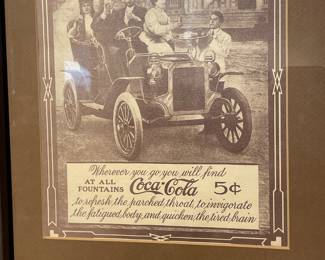 Wherever you go you will find
AT ALL
FOUNTAINS Coca-Cola 5¢
to refresh the parched throat, to invigorate
the fatigued body, and quicken the tired brain